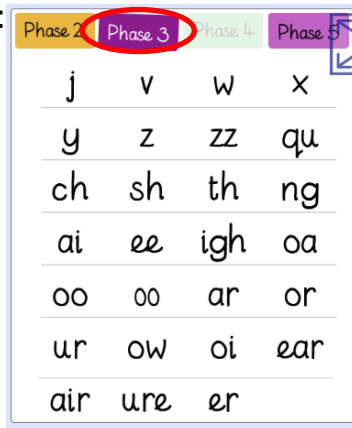 :
Phase 2 Phase 3 Phase 4 Phase 5
j v w x
y z zz qu
ch sh th ng
ai ee igh oa
oo oo ar or
ur ow oi ear
air ure er